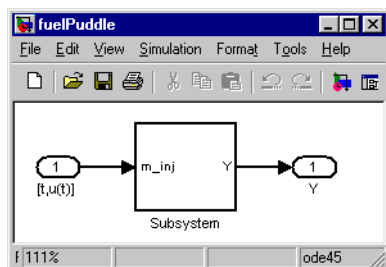 fuelPuddle
File Edit View Simulation Format Tools Help
1 m_inj Y 1
[t,u(t)] Y
Subsystem
F 111% ode45